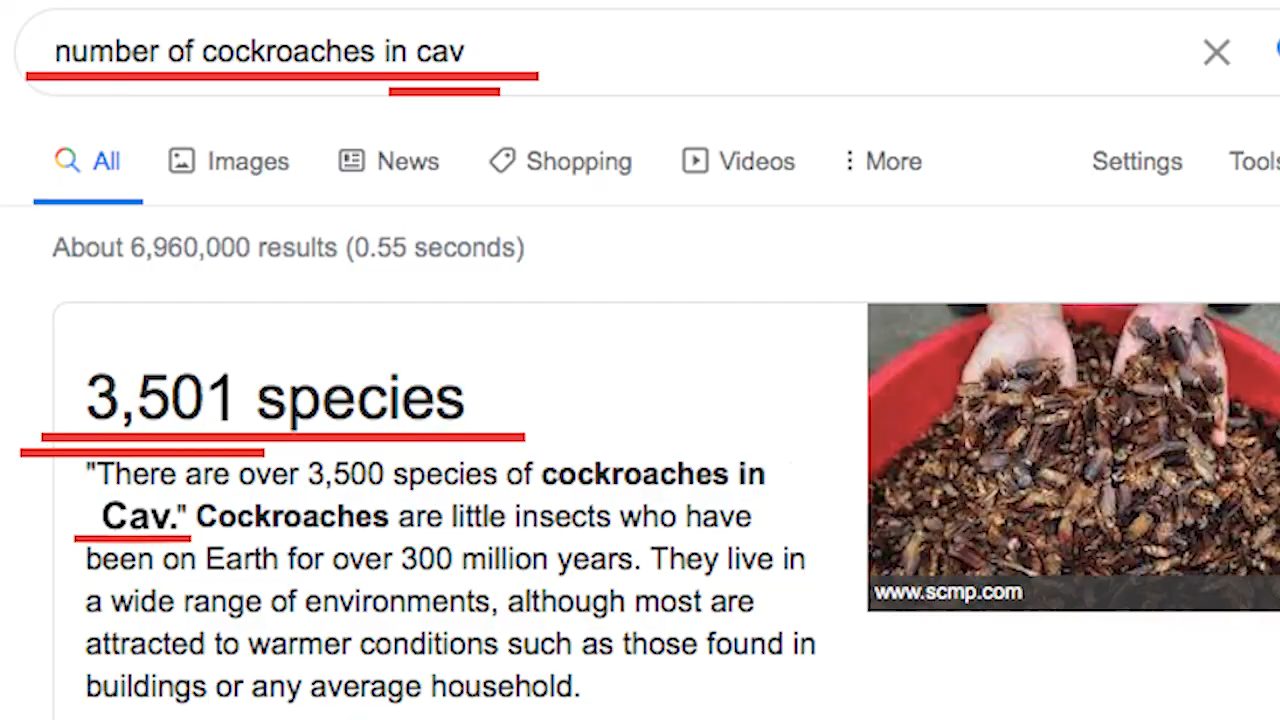 number of cockroaches in cav
All Images News Shopping Videos More Settings Tools
About 6,960,000 results (0.55 seconds)
3,501 species
"There are over 3,500 species of cockroaches in
Cav." Cockroaches are little insects who have
been on Earth for over 300 million years. They live in
a wide range of environments, although most are
attracted to warmer conditions such as those found in
buildings or any average household.
www.scmp.com